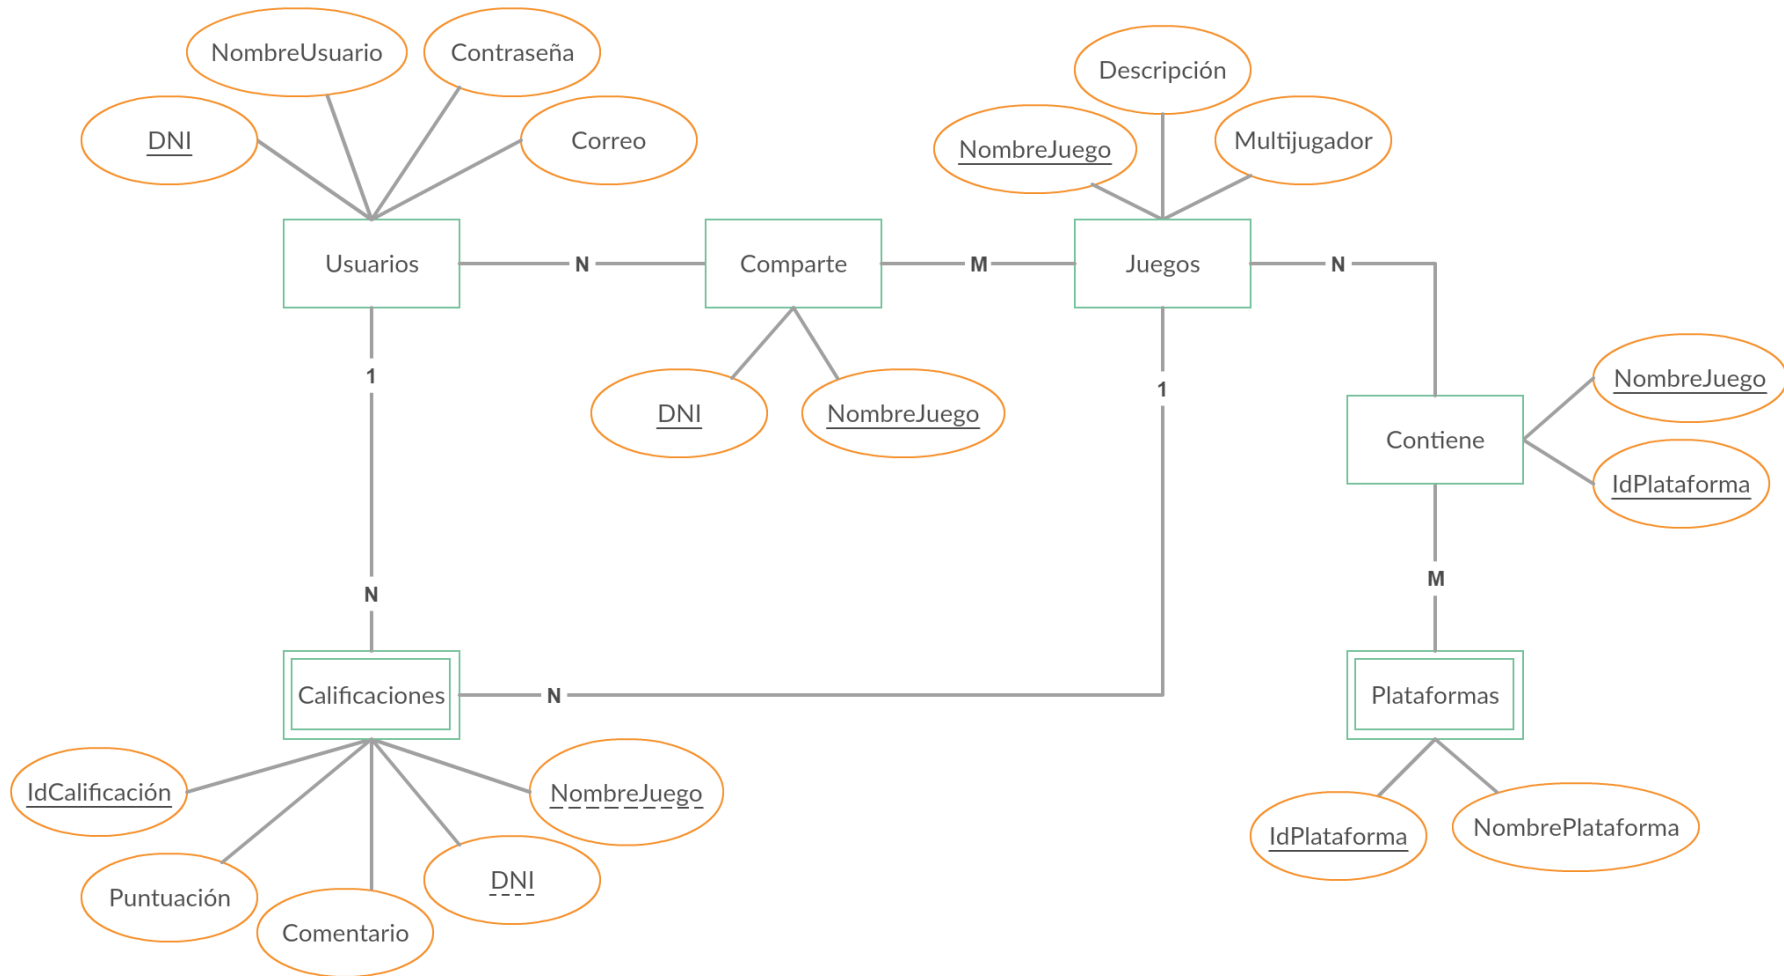 NombreUsuario
Contraseña
DNI
Correo
Descripción
NombreJuego
Multijugador
Usuarios
N
Comparte
M
Juegos
N
1
1
DNI
NombreJuego
NombreJuego
Contiene
IdPlataforma
N
M
Calificaciones
N
Plataformas
IdCalificación
NombreJuego
Puntuación
Comentario
DNI
IdPlataforma
NombrePlataforma